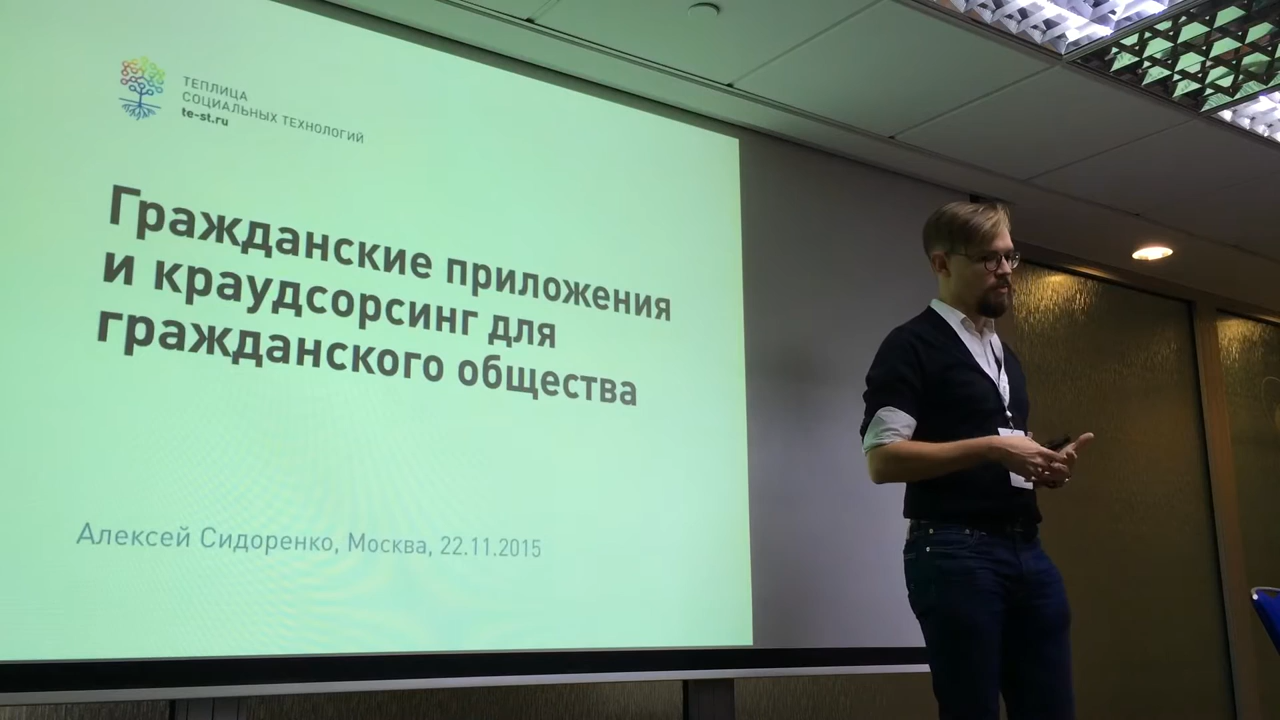 ТЕПЛИЦА
СОЦИАЛЬНЫХ ТЕХНОЛОГИЙ
te-st.ru
Гражданские приложения
и краудсорсинг для
гражданского общества
Алексей Сидоренко, Москва, 22.11.2015